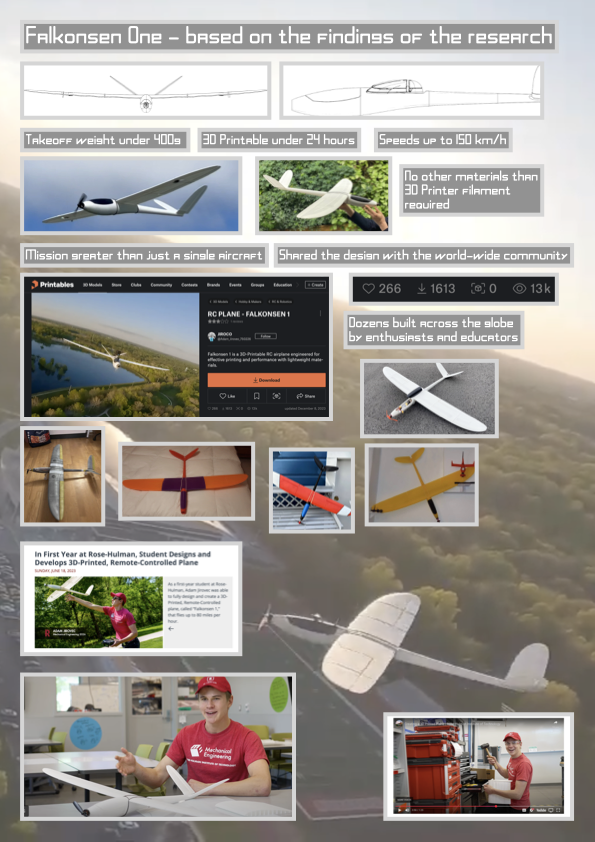 Falkonsen One – based on the findings of the research
Takeoff weight under 400g
3D Printable under 24 hours
Speeds up to 150 km/h
No other materials than
3D Printer filament
required
Mission greater than just a single aircraft
Shared the design with the world-wide community
Printables
3D Models Store Clubs Community Contests Brands Events Groups Education + Create
RC PLANE - FALKONSEN 1
Follow
Falkonsen 1 is a 3D-Printable RC airplane engineered for
effective printing and performance with lightweight mate-
rials.
Download
Like
Share
266 1613 0 13k
Dozens built across the globe
by enthusiasts and educators
In First Year at Rose-Hulman, Student Designs and
Develops 3D-Printed, Remote-Controlled Plane
SUNDAY, JUNE 18, 2023
As a first-year student at Rose-
Hulman, Adam Jirovec was able
to fully design and create a 3D-
Printed, Remote-Controlled
plane, called "Falkonsen 1,"
that flies up to 80 miles per
hour.
Mechanical
Engineering